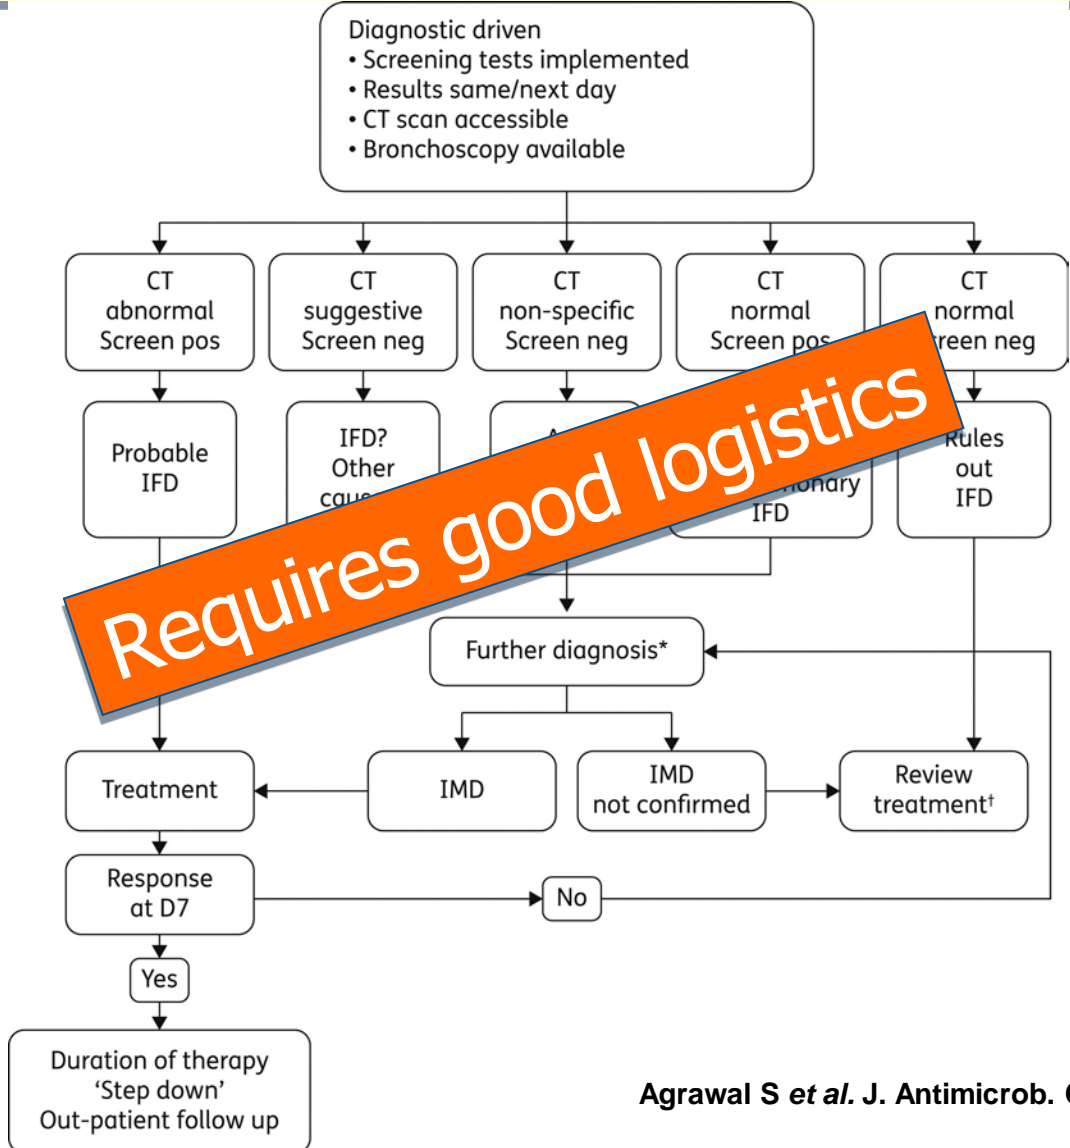 Diagnostic driven
• Screening tests implemented
• Results same/next day
• CT scan accessible
• Bronchoscopy available
CT
abnormal
Screen pos
CT
suggestive
Screen neg
CT
non-specific
Screen neg
CT
normal
Screen pos
CT
normal
Screen neg
Probable
IFD
IFD?
Other
IFD
Rules
out
IFD
Requires good logistics
Further diagnosis*
Treatment
IMD
IMD
not confirmed
Review
treatment†
Response
at D7
No
Yes
Duration of therapy
'Step down'
Out-patient follow up
Agrawal S et al. J. Antimicrob.